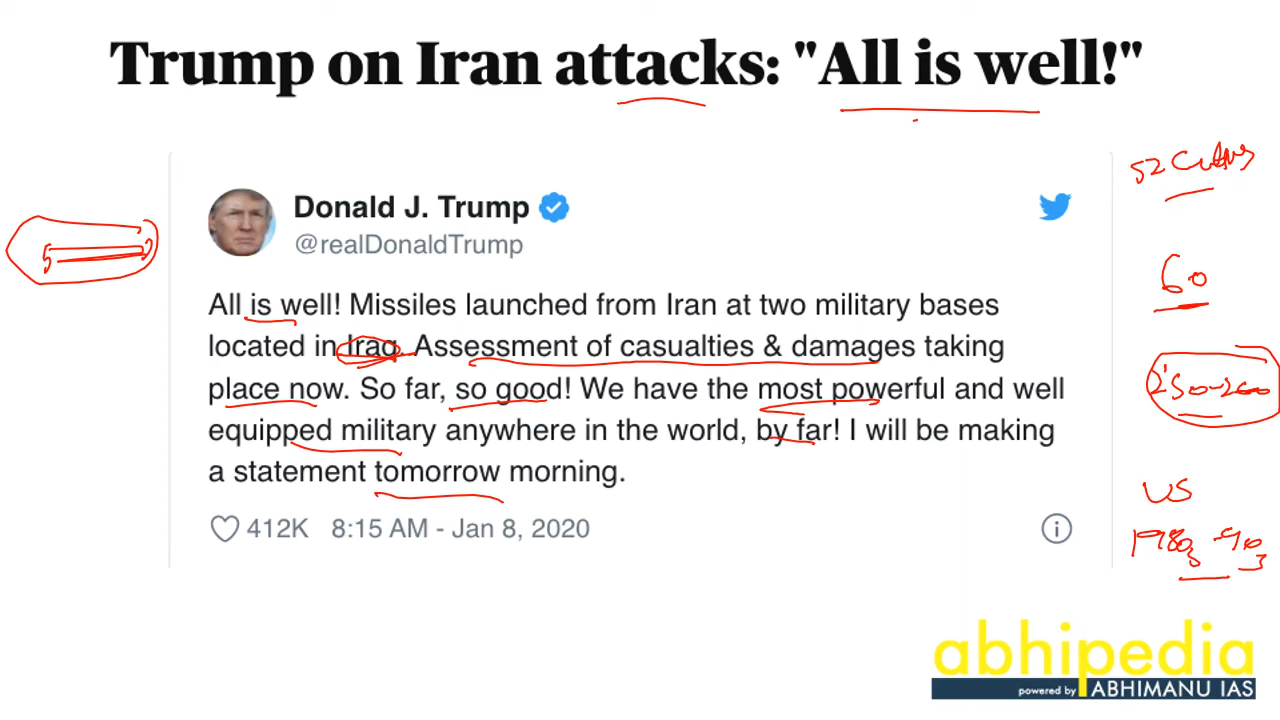 Trump on Iran attacks: "All is well!"
Donald J. Trump
@realDonaldTrump
All is well! Missiles launched from Iran at two military bases
located in Iraq. Assessment of casualties & damages taking
place now. So far, so good! We have the most powerful and well
equipped military anywhere in the world, by far! I will be making
a statement tomorrow morning.
412K 8:15 AM - Jan 8, 2020
52
60
US
1980s -90s
abhipedia
powered by ABHIMANU IAS